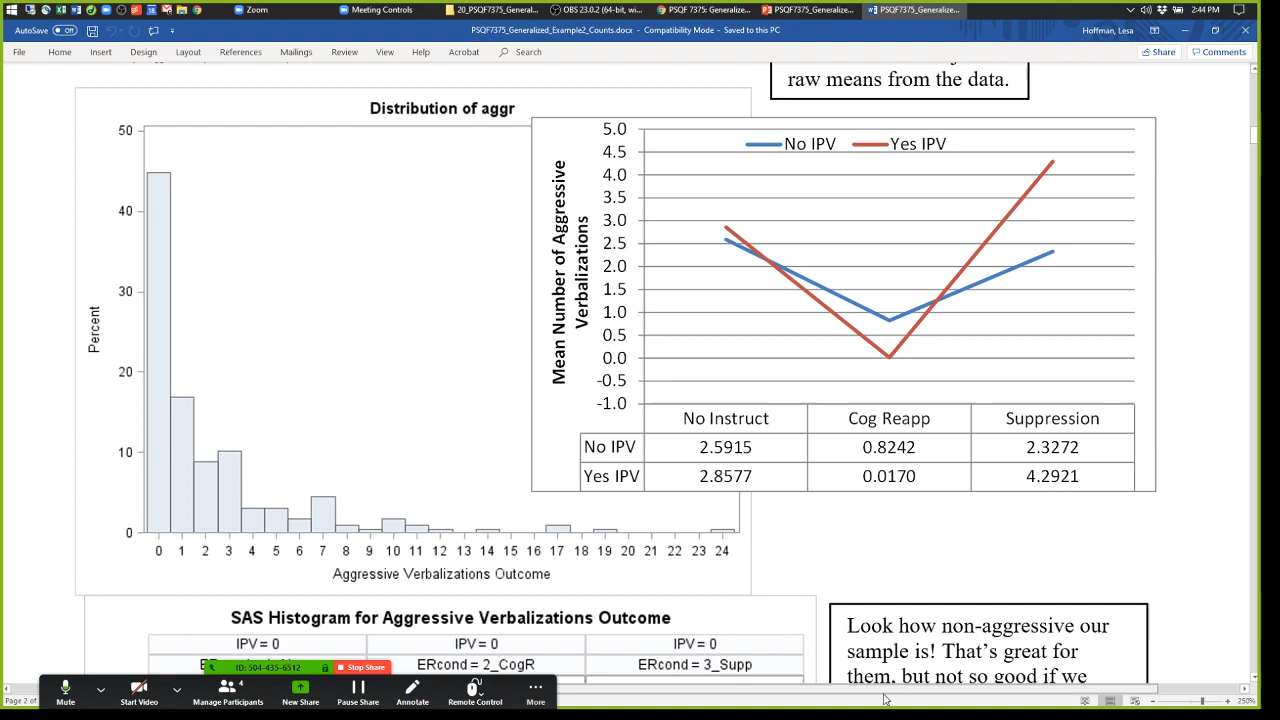 Zoom
Meeting Controls
20_PSQF7375_General...
OBS 23.0.2 (64-bit, wi...
PSQF 7375: Generalize...
PSQF7375_Generalize...
PSQF7375_Generalize...
2:44 PM
AutoSave Off
PSQF7375_Generalized_Example2_Counts.docx - Compatibility Mode - Saved to this PC
Hoffman, Lesa
File Home Insert Design Layout References Mailings Review View Help Acrobat Search Share Comments
raw means from the data.
Distribution of aggr
50
40
30
20
10
0
Percent
0 1 2 3 4 5 6 7 8 9 10 11 12 13 14 15 16 17 18 19 20 21 22 23 24
Aggressive Verbalizations Outcome
Mean Number of Aggressive
Verbalizations
No IPV Yes IPV
5.0
4.5
4.0
3.5
3.0
2.5
2.0
1.5
1.0
0.5
0.0
-0.5
-1.0
No Instruct Cog Reapp Suppression
No IPV 2.5915 0.8242 2.3272
Yes IPV 2.8577 0.0170 4.2921
SAS Histogram for Aggressive Verbalizations Outcome
IPV = 0 IPV = 0 IPV = 0
ERcond = 2_CogR ERcond = 3_Supp
Look how non-aggressive our
sample is! That's great for
them, but not so good if we
ID: 504-435-6512 Stop Share
Mute Start Video Manage Participants 4 New Share Pause Share Annotate Remote Control More
Page 2 of
250%